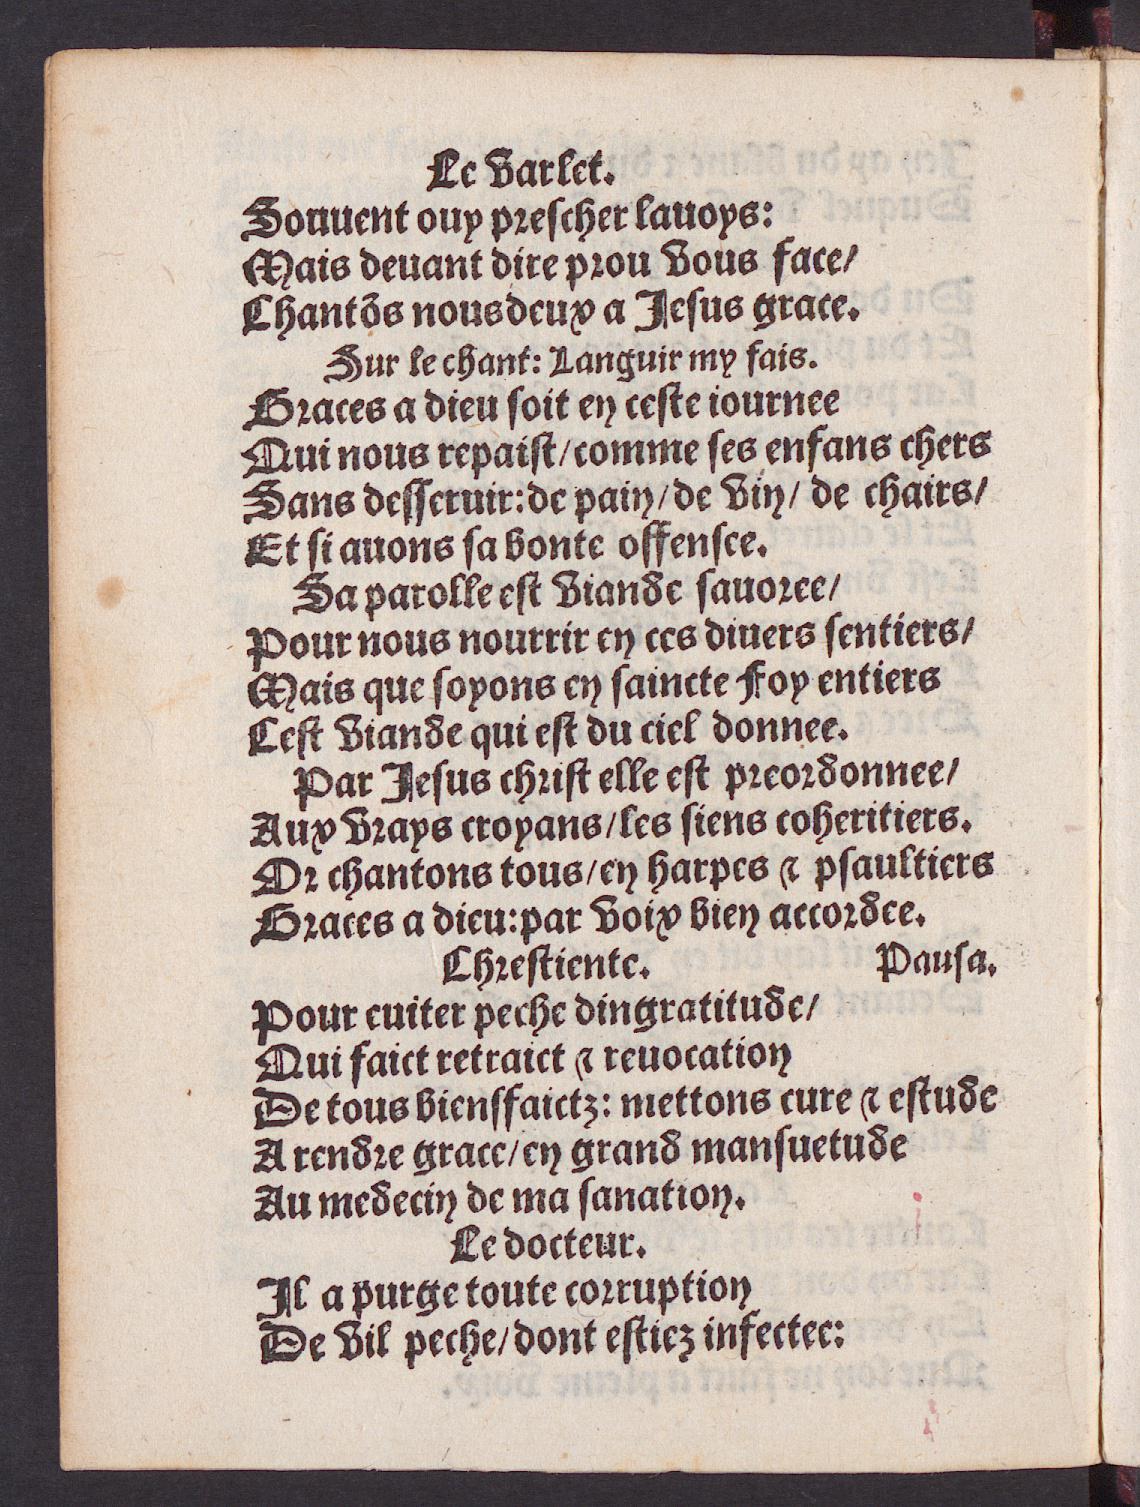 Le Varlet.
Souuent ouy prescher lauoys:
Mais deuant dire prou vous face/
Chantõs nous deux a Jesus grace.
Sur le chant: Languir my fais.
Graces a dieu soit en ceste iournee
Qui nous repaist/comme ses enfans chers
Sans desseruir: de pain/de vin/ de chairs/
Et si auons sa bonte offensee.
Sa parolle est viande sauoree/
Pour nous nourrir en ces diuers sentiers/
Mais que soyons en saincte Foy entiers
Cest viande qui est du ciel donnee.
Par Jesus christ elle est preordonnee/
Aux vrays croyans/les siens coheritiers.
Or chantons tous/en harpes ⁊ psaultiers
Graces a dieu:par voix bien accordee.
Chrestiente. Pausa.
Pour euiter peche dingratitude/
Qui faict retraict ⁊ reuocation
De tous biensfaictz: mettons cure ⁊ estude
A rendre grace/en grand mansuetude
Au medecin de ma sanation.
Le docteur.
Il a purge toute corruption
De vil peche/dont estiez infectee: